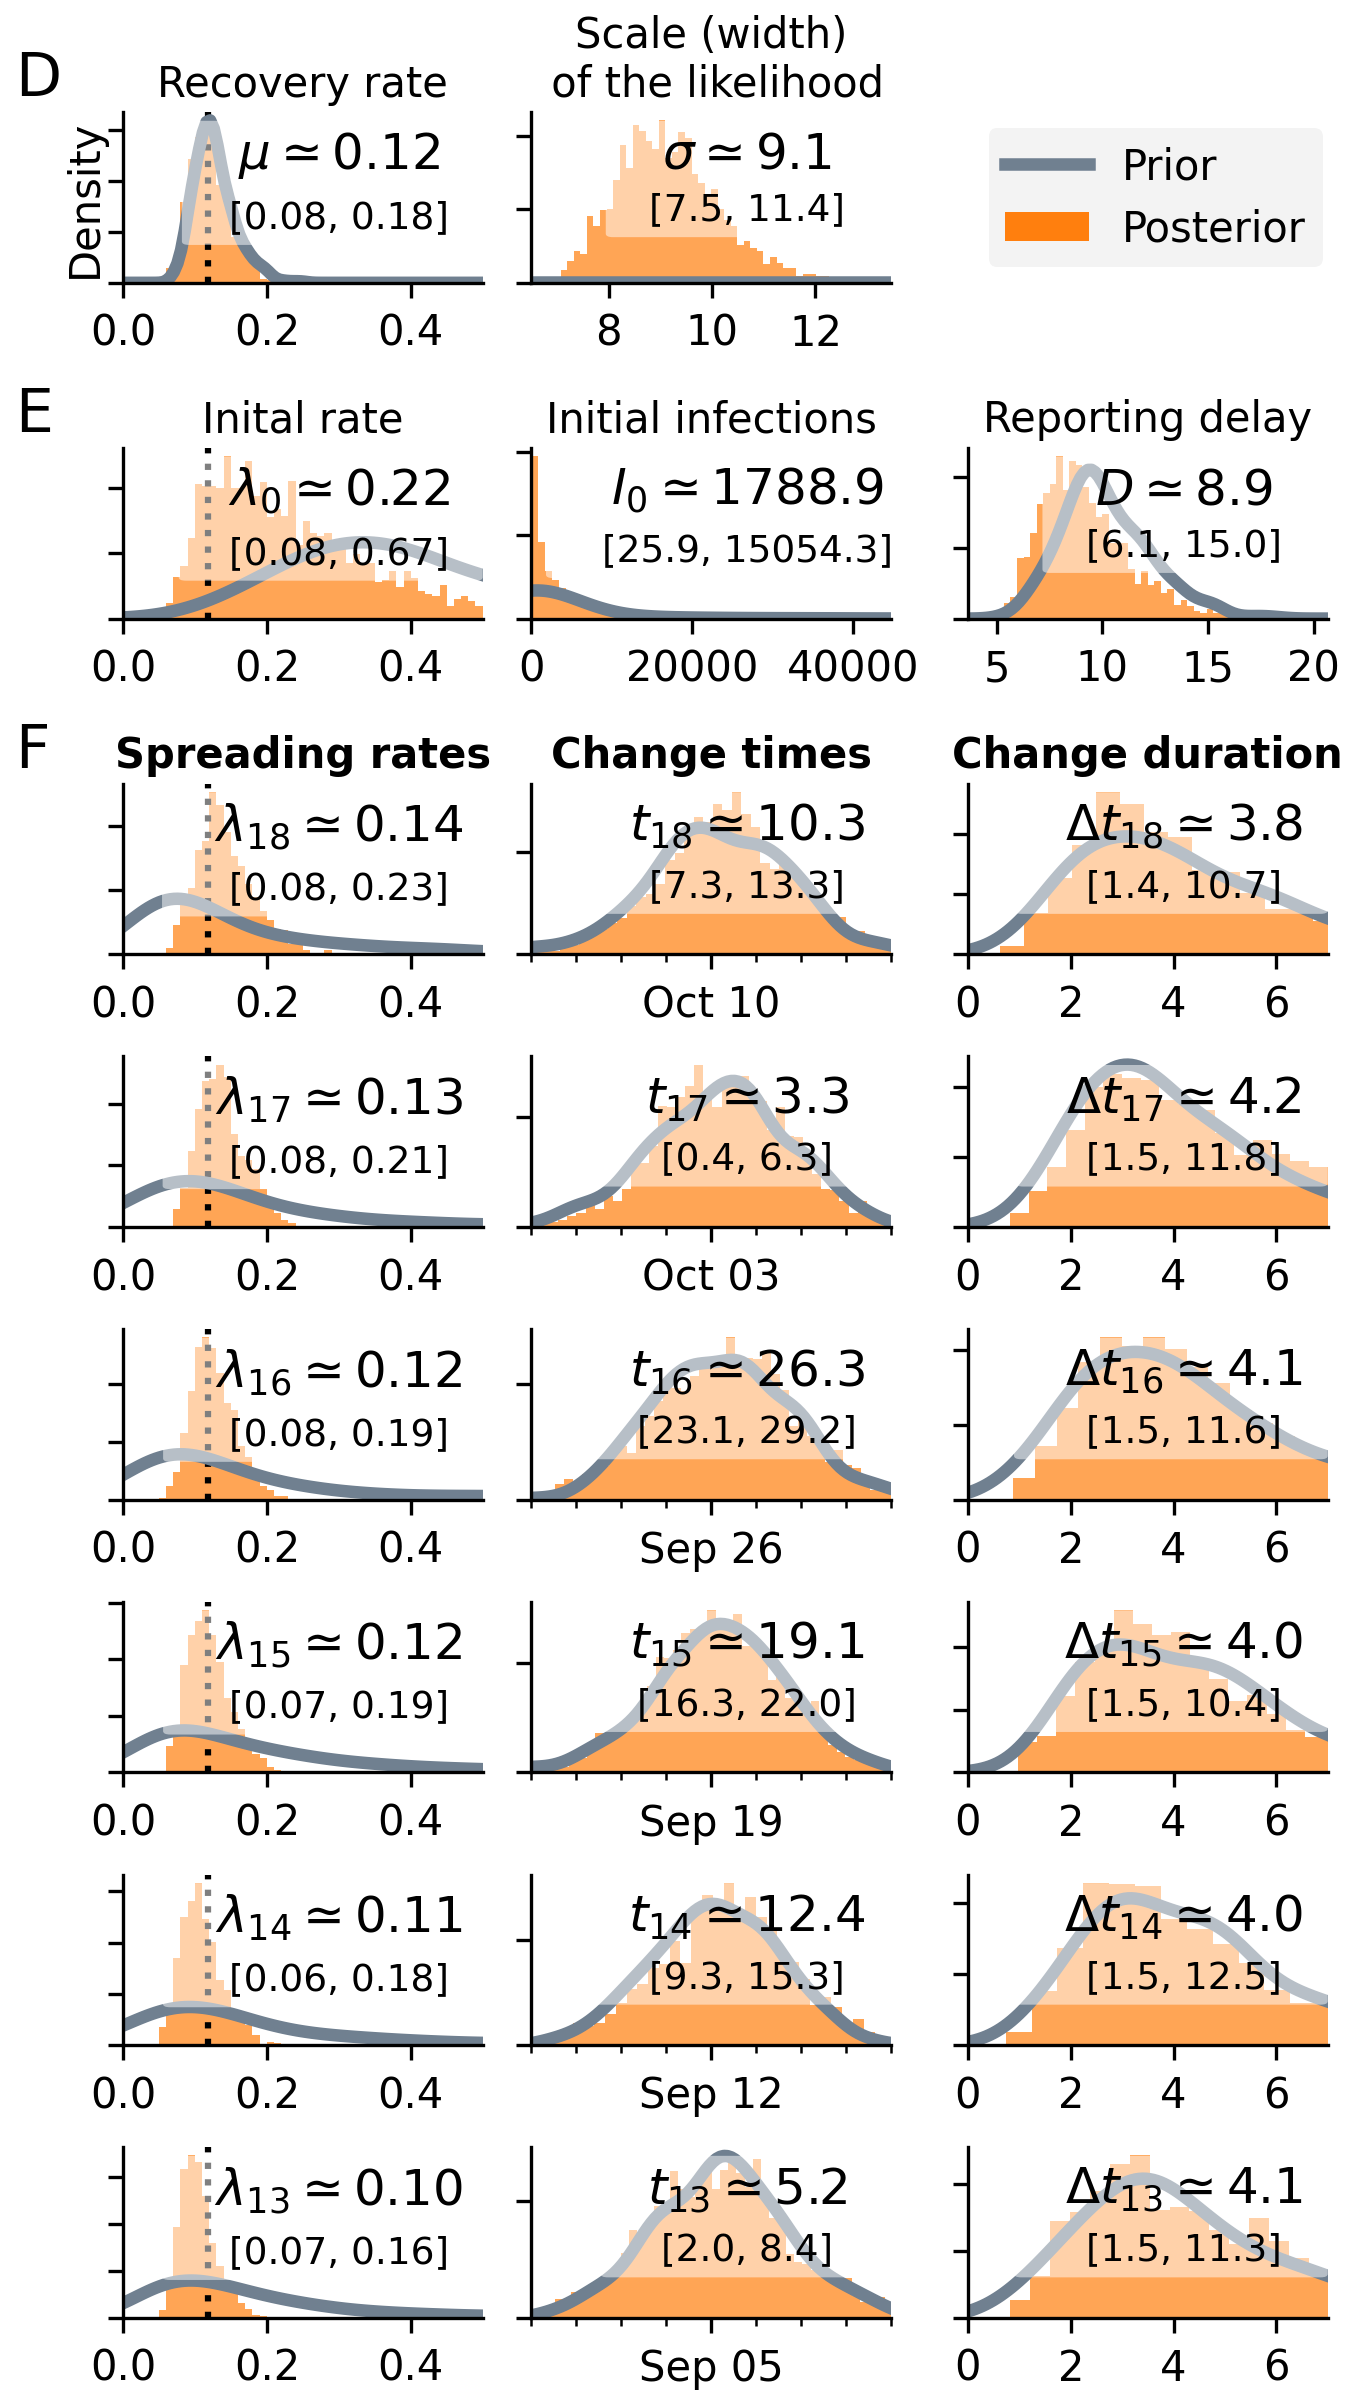 D
Recovery rate
Scale (width)
of the likelihood
Density
μ ≃ 0.12
[0.08, 0.18]
σ ≃ 9.1
[7.5, 11.4]
Prior
Posterior
0.0 0.2 0.4
8 10 12
E
Inital rate
Initial infections
Reporting delay
λ0 ≃ 0.22
[0.08, 0.67]
I0 ≃ 1788.9
[25.9, 15054.3]
D ≃ 8.9
[6.1, 15.0]
0.0 0.2 0.4
0 20000 40000
5 10 15 20
F
Spreading rates
Change times
Change duration
λ18 ≃ 0.14
[0.08, 0.23]
t18 ≃ 10.3
[7.3, 13.3]
Δt18 ≃ 3.8
[1.4, 10.7]
0.0 0.2 0.4
Oct 10
0 2 4 6
λ17 ≃ 0.13
[0.08, 0.21]
t17 ≃ 3.3
[0.4, 6.3]
Δt17 ≃ 4.2
[1.5, 11.8]
0.0 0.2 0.4
Oct 03
0 2 4 6
λ16 ≃ 0.12
[0.08, 0.19]
t16 ≃ 26.3
[23.1, 29.2]
Δt16 ≃ 4.1
[1.5, 11.6]
0.0 0.2 0.4
Sep 26
0 2 4 6
λ15 ≃ 0.12
[0.07, 0.19]
t15 ≃ 19.1
[16.3, 22.0]
Δt15 ≃ 4.0
[1.5, 10.4]
0.0 0.2 0.4
Sep 19
0 2 4 6
λ14 ≃ 0.11
[0.06, 0.18]
t14 ≃ 12.4
[9.3, 15.3]
Δt14 ≃ 4.0
[1.5, 12.5]
0.0 0.2 0.4
Sep 12
0 2 4 6
λ13 ≃ 0.10
[0.07, 0.16]
t13 ≃ 5.2
[2.0, 8.4]
Δt13 ≃ 4.1
[1.5, 11.3]
0.0 0.2 0.4
Sep 05
0 2 4 6